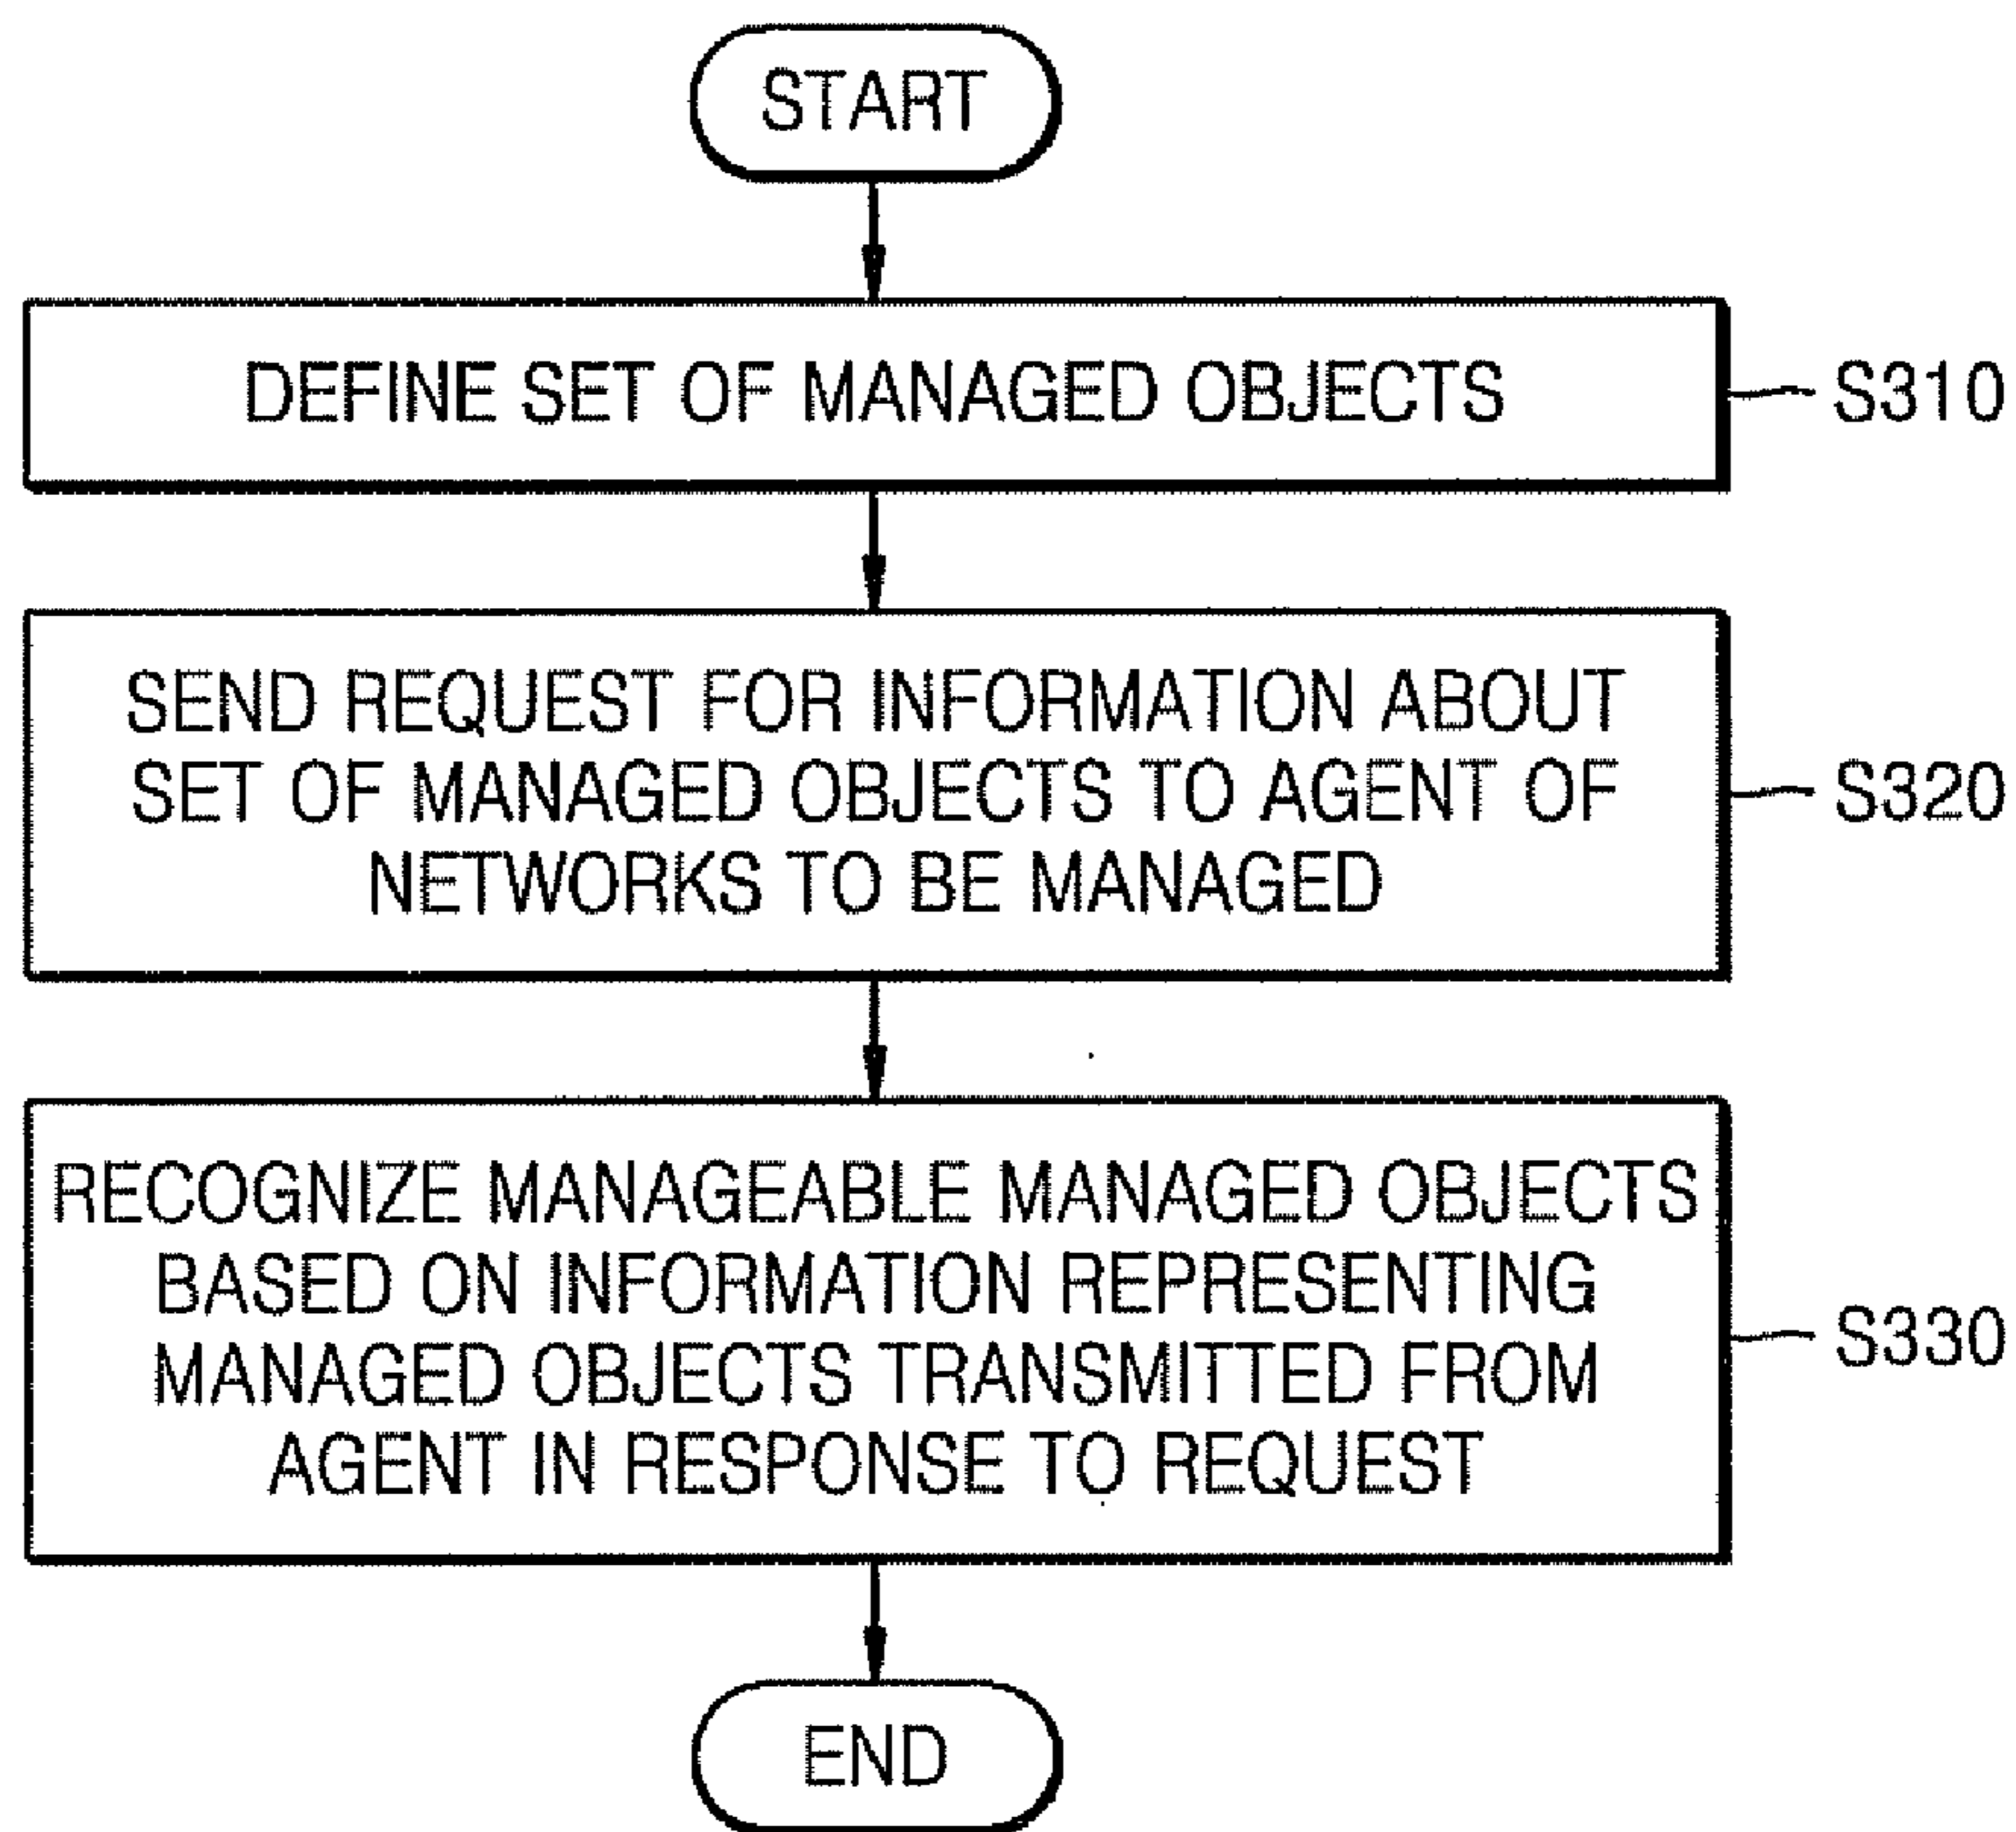 START
DEFINE SET OF MANAGED OBJECTS
S310
SEND REQUEST FOR INFORMATION ABOUT
SET OF MANAGED OBJECTS TO AGENT OF
NETWORKS TO BE MANAGED
S320
RECOGNIZE MANAGEABLE MANAGED OBJECTS
BASED ON INFORMATION REPRESENTING
MANAGED OBJECTS TRANSMITTED FROM
AGENT IN RESPONSE TO REQUEST
S330
END